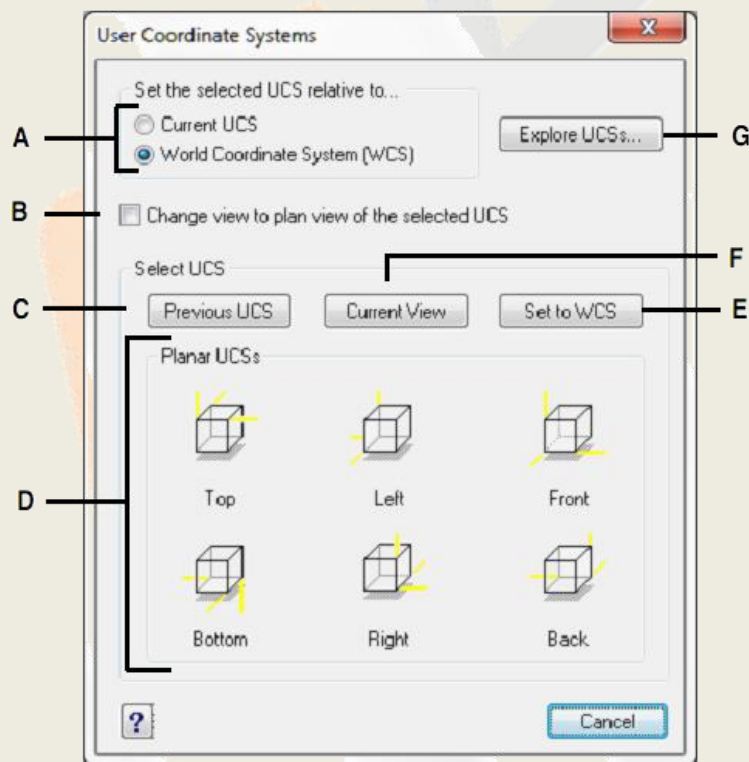 User Coordinate Systems
Set the selected UCS relative to...
A
Current UCS
World Coordinate System (WCS)
Explore UCSs...
G
B
Change view to plan view of the selected UCS
F
Select UCS
C
Previous UCS
Current View
Set to WCS
E
Planar UCSs
D
Top
Left
Front
Bottom
Right
Back
?
Cancel